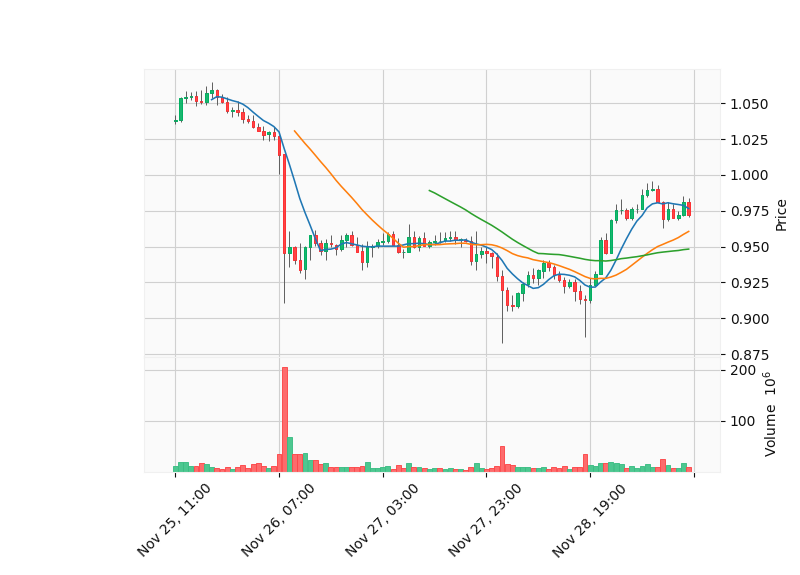 1.050
1.025
1.000
0.975
0.950
0.925
0.900
0.875
Price
200
100
Volume 10^6
Nov 25, 11:00
Nov 26, 07:00
Nov 27, 03:00
Nov 27, 23:00
Nov 28, 19:00